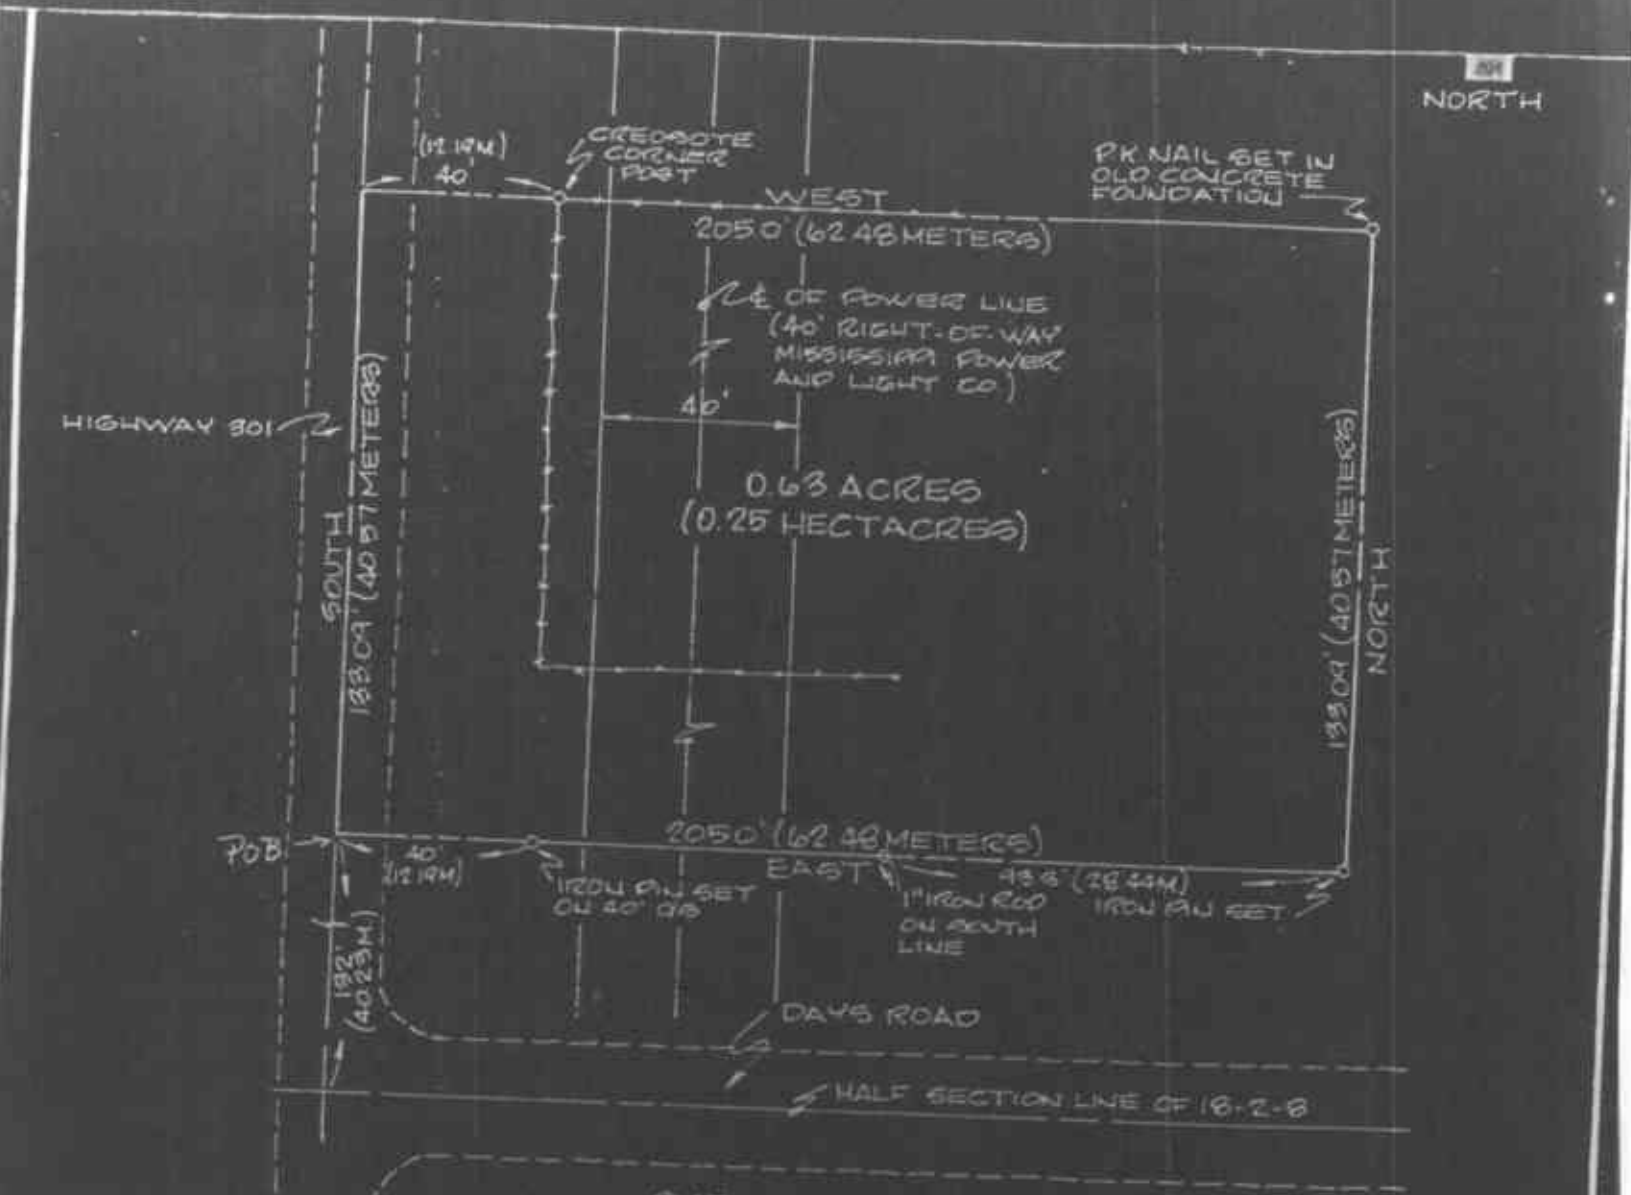 NORTH
(12.19M)
40'
CREOSOTE
CORNER
POST
PK NAIL SET IN
OLD CONCRETE
FOUNDATION
WEST
205.0' (62.48 METERS)
℄ OF POWER LINE
(40' RIGHT-OF-WAY
MISSISSIPPI POWER
AND LIGHT CO.)
40'
HIGHWAY 301
0.63 ACRES
(0.25 HECTACRES)
SOUTH
133.09' (40.57 METERS)
133.09' (40.57 METERS)
NORTH
POB
40'
(12.19M)
205.0' (62.48 METERS)
EAST
IRON PIN SET
ON 40'
1" IRON ROD
ON SOUTH
LINE
93.3' (28.44M)
IRON PIN SET
132'
(40.23M)
DAYS ROAD
HALF SECTION LINE OF 18-2-8